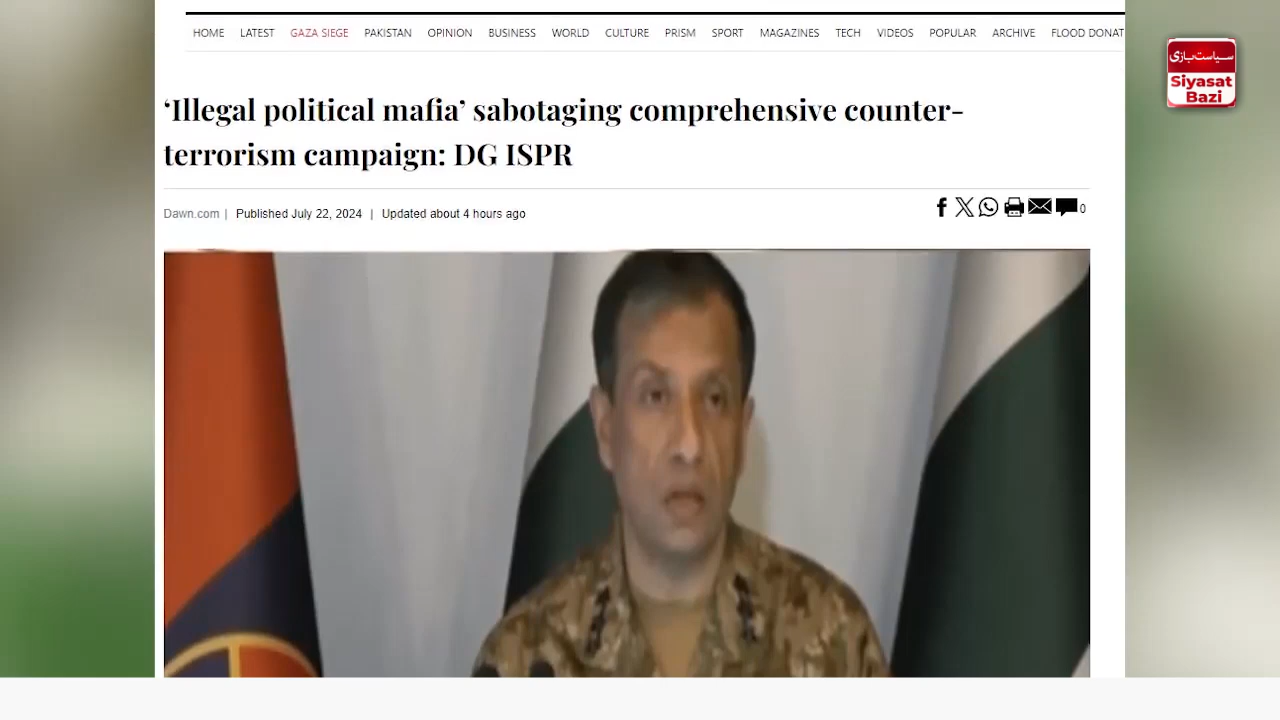 HOME LATEST GAZA SIEGE PAKISTAN OPINION BUSINESS WORLD CULTURE PRISM SPORT MAGAZINES TECH VIDEOS POPULAR ARCHIVE FLOOD DONAT
سیاست بازی
Siyasat
Bazi
‘Illegal political mafia’ sabotaging comprehensive counter-
terrorism campaign: DG ISPR
Dawn.com | Published July 22, 2024 | Updated about 4 hours ago
0